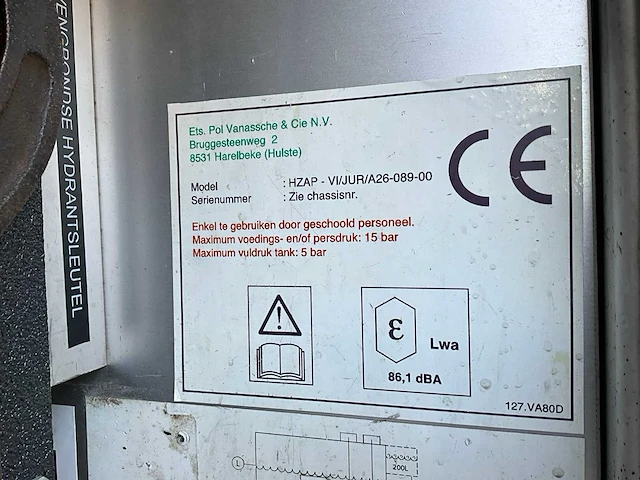 VENGRONDSE HYDRANTSLEUTEL
Ets. Pol Vanassche & Cie N.V.
Bruggesteenweg 2
8531 Harelbeke (Hulste)
Model : HZAP - VI/JUR/A26-089-00
Serienummer : Zie chassisnr.
CE
Enkel te gebruiken door geschoold personeel.
Maximum voedings- en/of persdruk: 15 bar
Maximum vuldruk tank: 5 bar
ε
Lwa
86,1 dBA
127.VA80D
L
200L